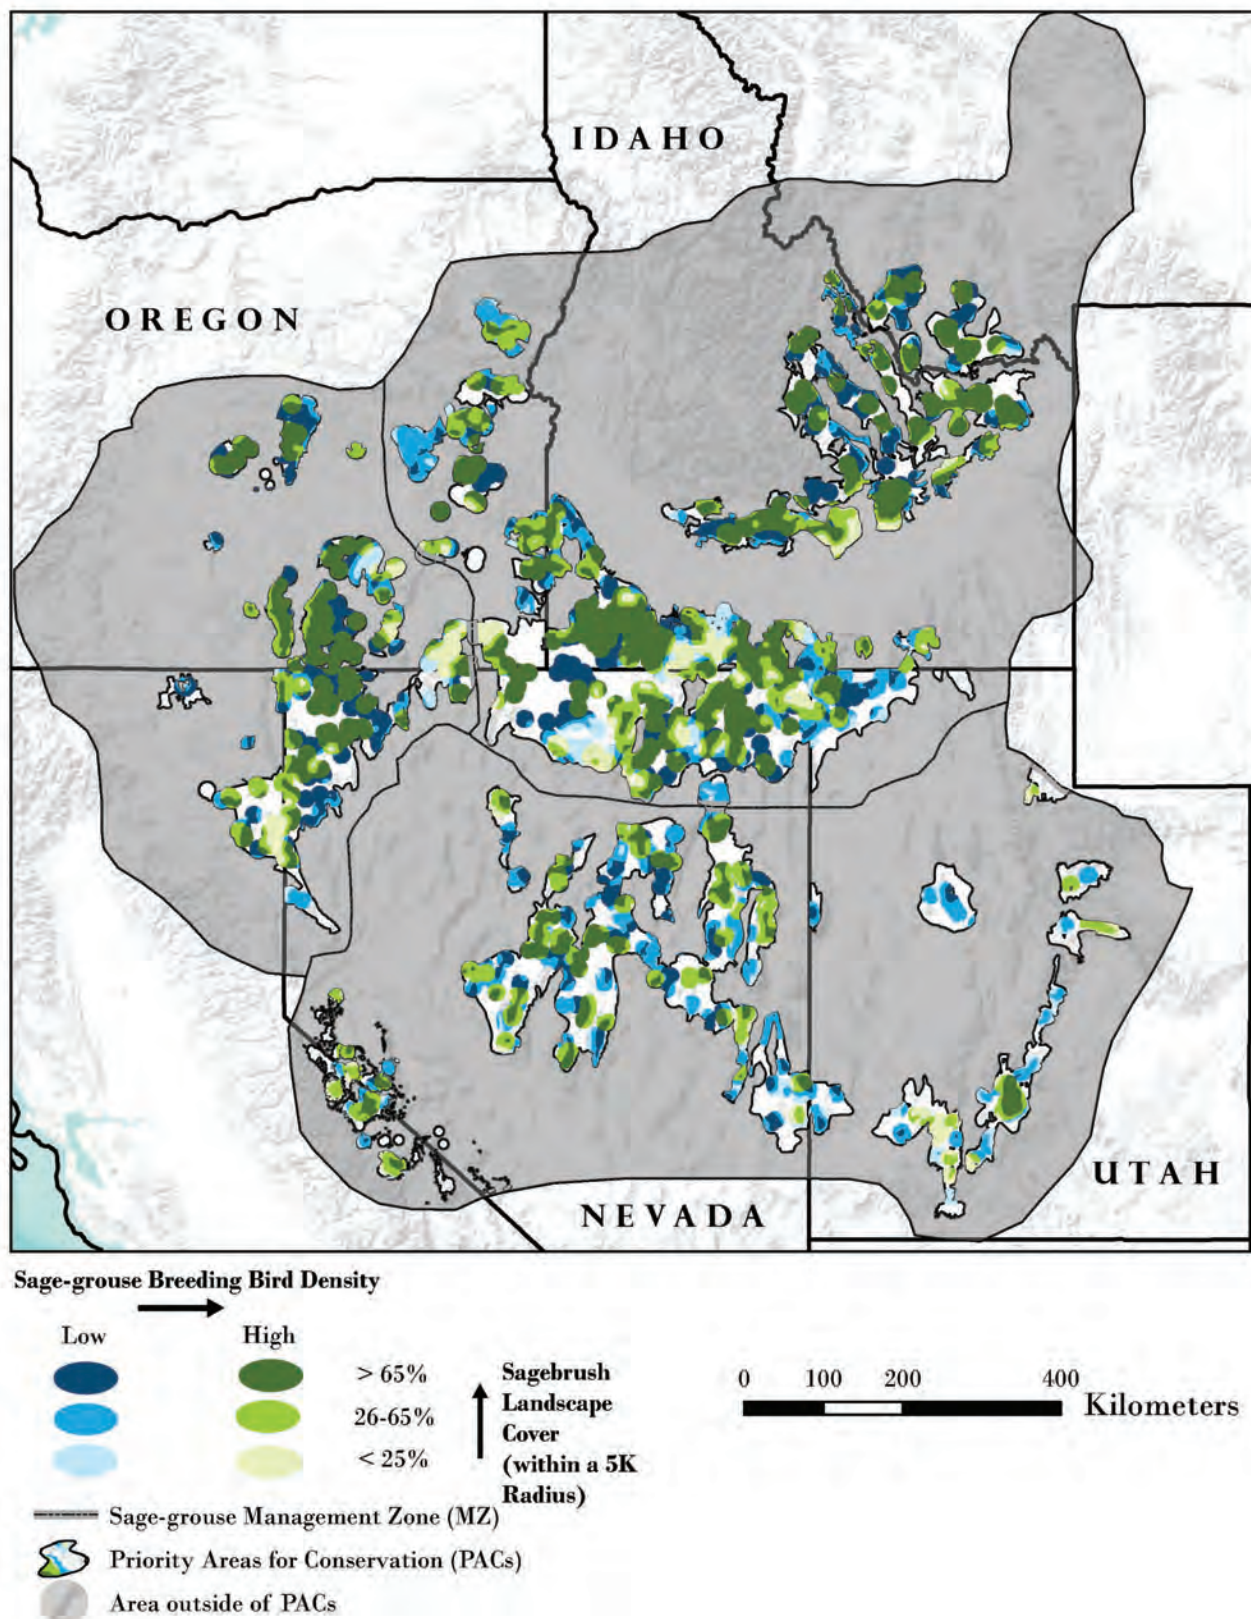 IDAHO
OREGON
UTAH
NEVADA
Sage-grouse Breeding Bird Density
Low High
> 65%
26-65%
< 25%
Sagebrush
Landscape
Cover
(within a 5K
Radius)
0 100 200 400
Kilometers
Sage-grouse Management Zone (MZ)
Priority Areas for Conservation (PACs)
Area outside of PACs